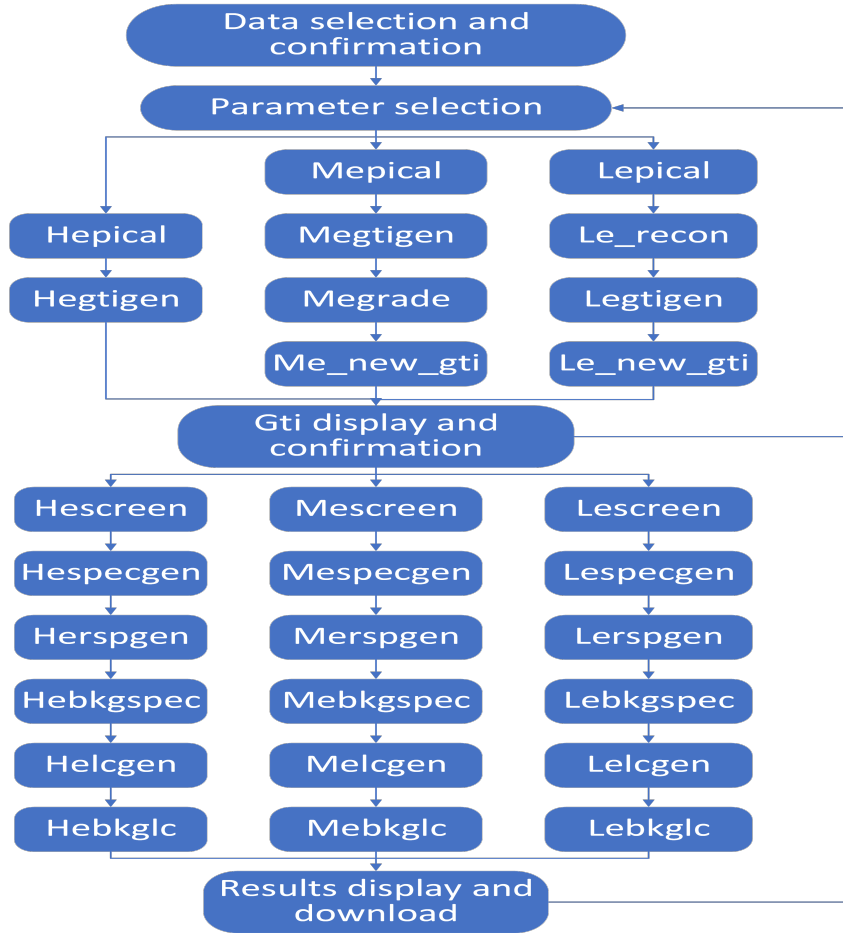 Data selection and
confirmation
Parameter selection
Mepical
Lepical
Hepical
Megtigen
Le_recon
Hegtigen
Megrade
Legtigen
Me_new_gti
Le_new_gti
Gti display and
confirmation
Hescreen
Mescreen
Lescreen
Hespecgen
Mespecgen
Lespecgen
Herspgen
Merspgen
Lerspgen
Hebkgspec
Mebkgspec
Lebkgspec
Helcgen
Melcgen
Lelcgen
Hebkglc
Mebkglc
Lebkglc
Results display and
download